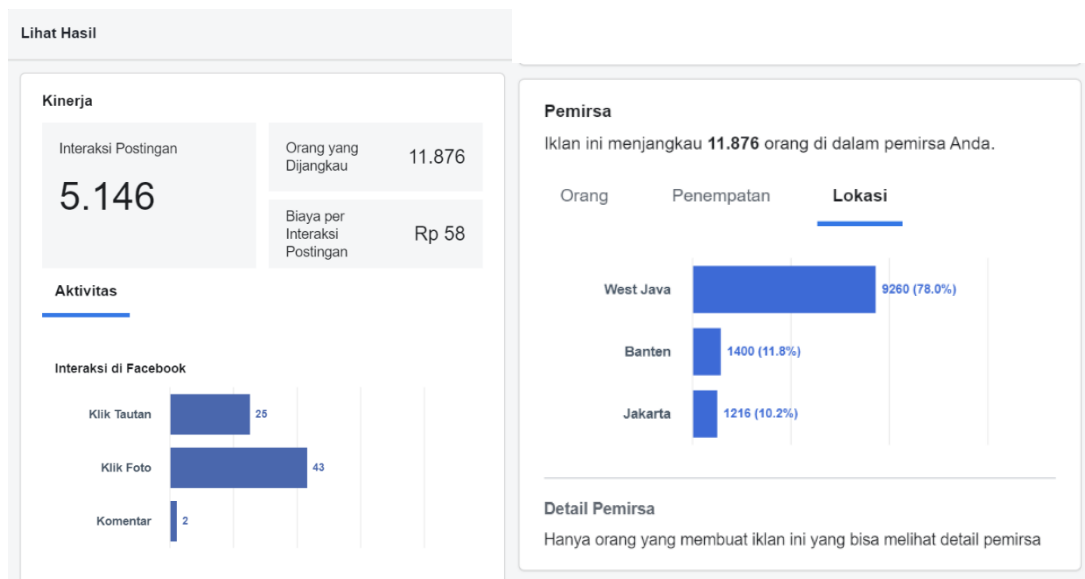 Lihat Hasil
Kinerja
Interaksi Postingan
5.146
Orang yang
Dijangkau
11.876
Biaya per
Interaksi
Postingan
Rp 58
Aktivitas
Interaksi di Facebook
Klik Tautan 25
Klik Foto 43
Komentar 2
Pemirsa
Iklan ini menjangkau 11.876 orang di dalam pemirsa Anda.
Orang Penempatan Lokasi
West Java 9260 (78.0%)
Banten 1400 (11.8%)
Jakarta 1216 (10.2%)
Detail Pemirsa
Hanya orang yang membuat iklan ini yang bisa melihat detail pemirsa